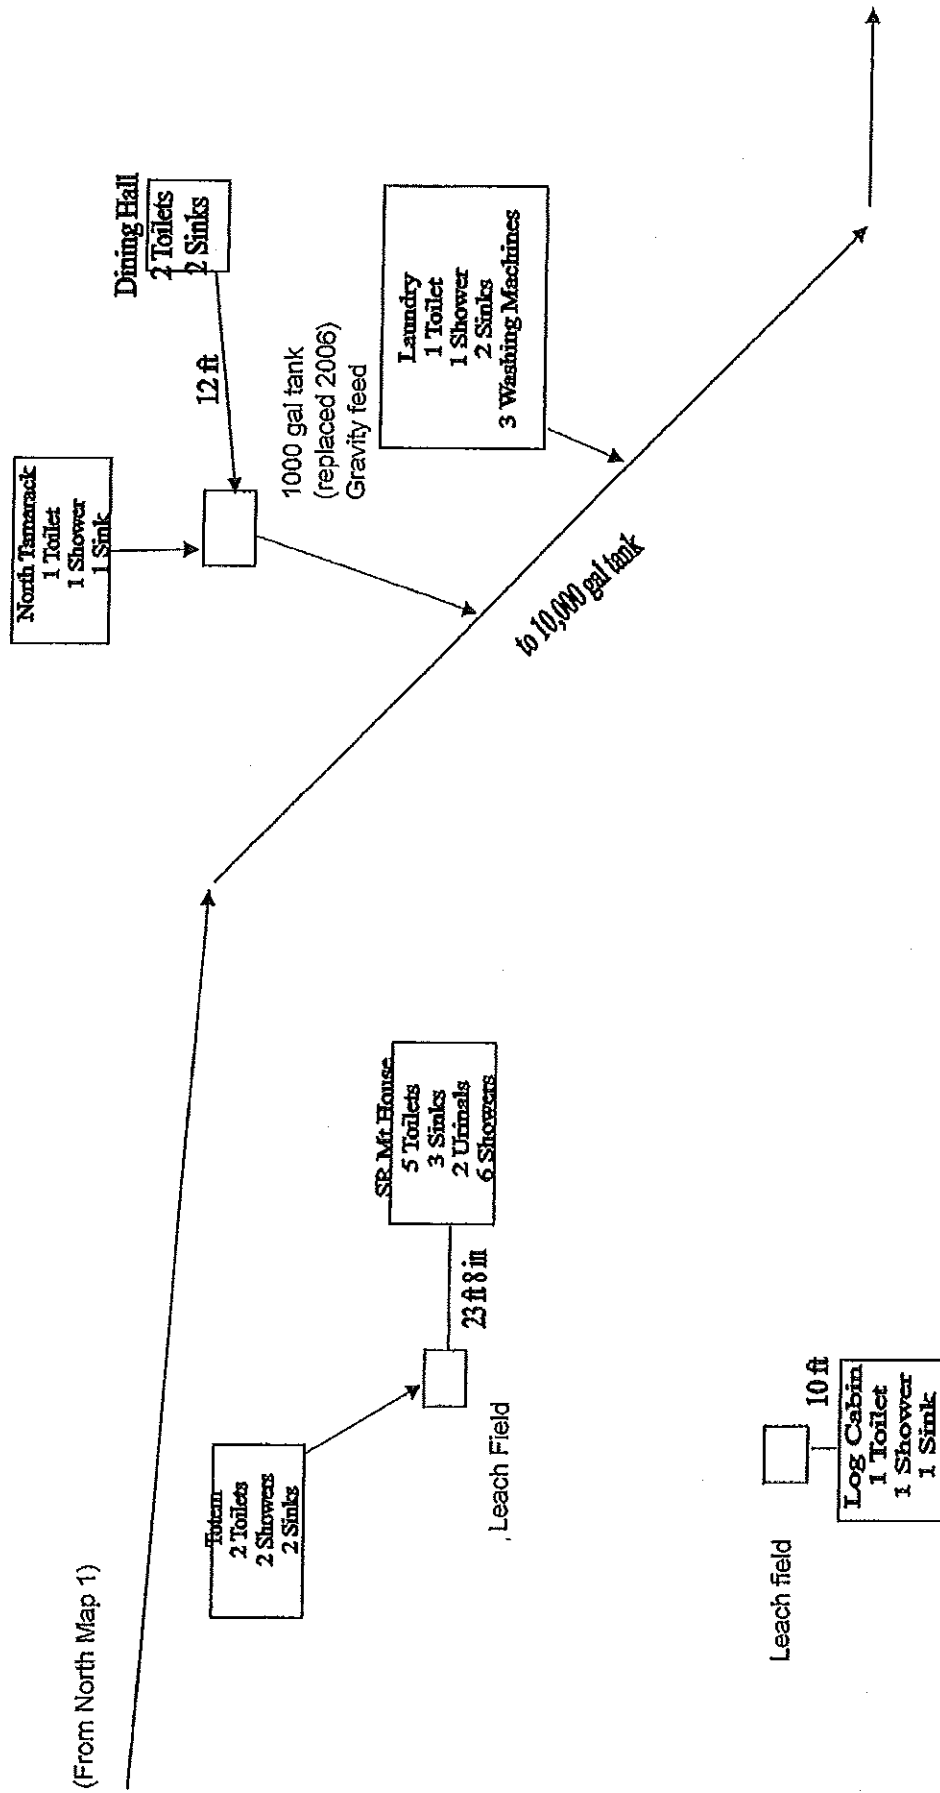 (From North Map 1)
Totem
2 Toilets
2 Showers
2 Sinks
, Leach Field
23 ft 8 in
SR Mt House
5 Toilets
3 Sinks
2 Urinals
6 Showers
Leach field
10 ft
Log Cabin
1 Toilet
1 Shower
1 Sink
North Tamarack
1 Toilet
1 Shower
1 Sink
12 ft
Dining Hall
2 Toilets
2 Sinks
1000 gal tank
(replaced 2006)
Gravity feed
Laundry
1 Toilet
1 Shower
2 Sinks
3 Washing Machines
to 10,000 gal tank